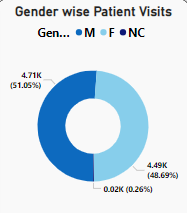 Gender wise Patient Visits
Gen... M F NC
4.71K
(51.05%)
4.49K
(48.69%)
0.02K (0.26%)